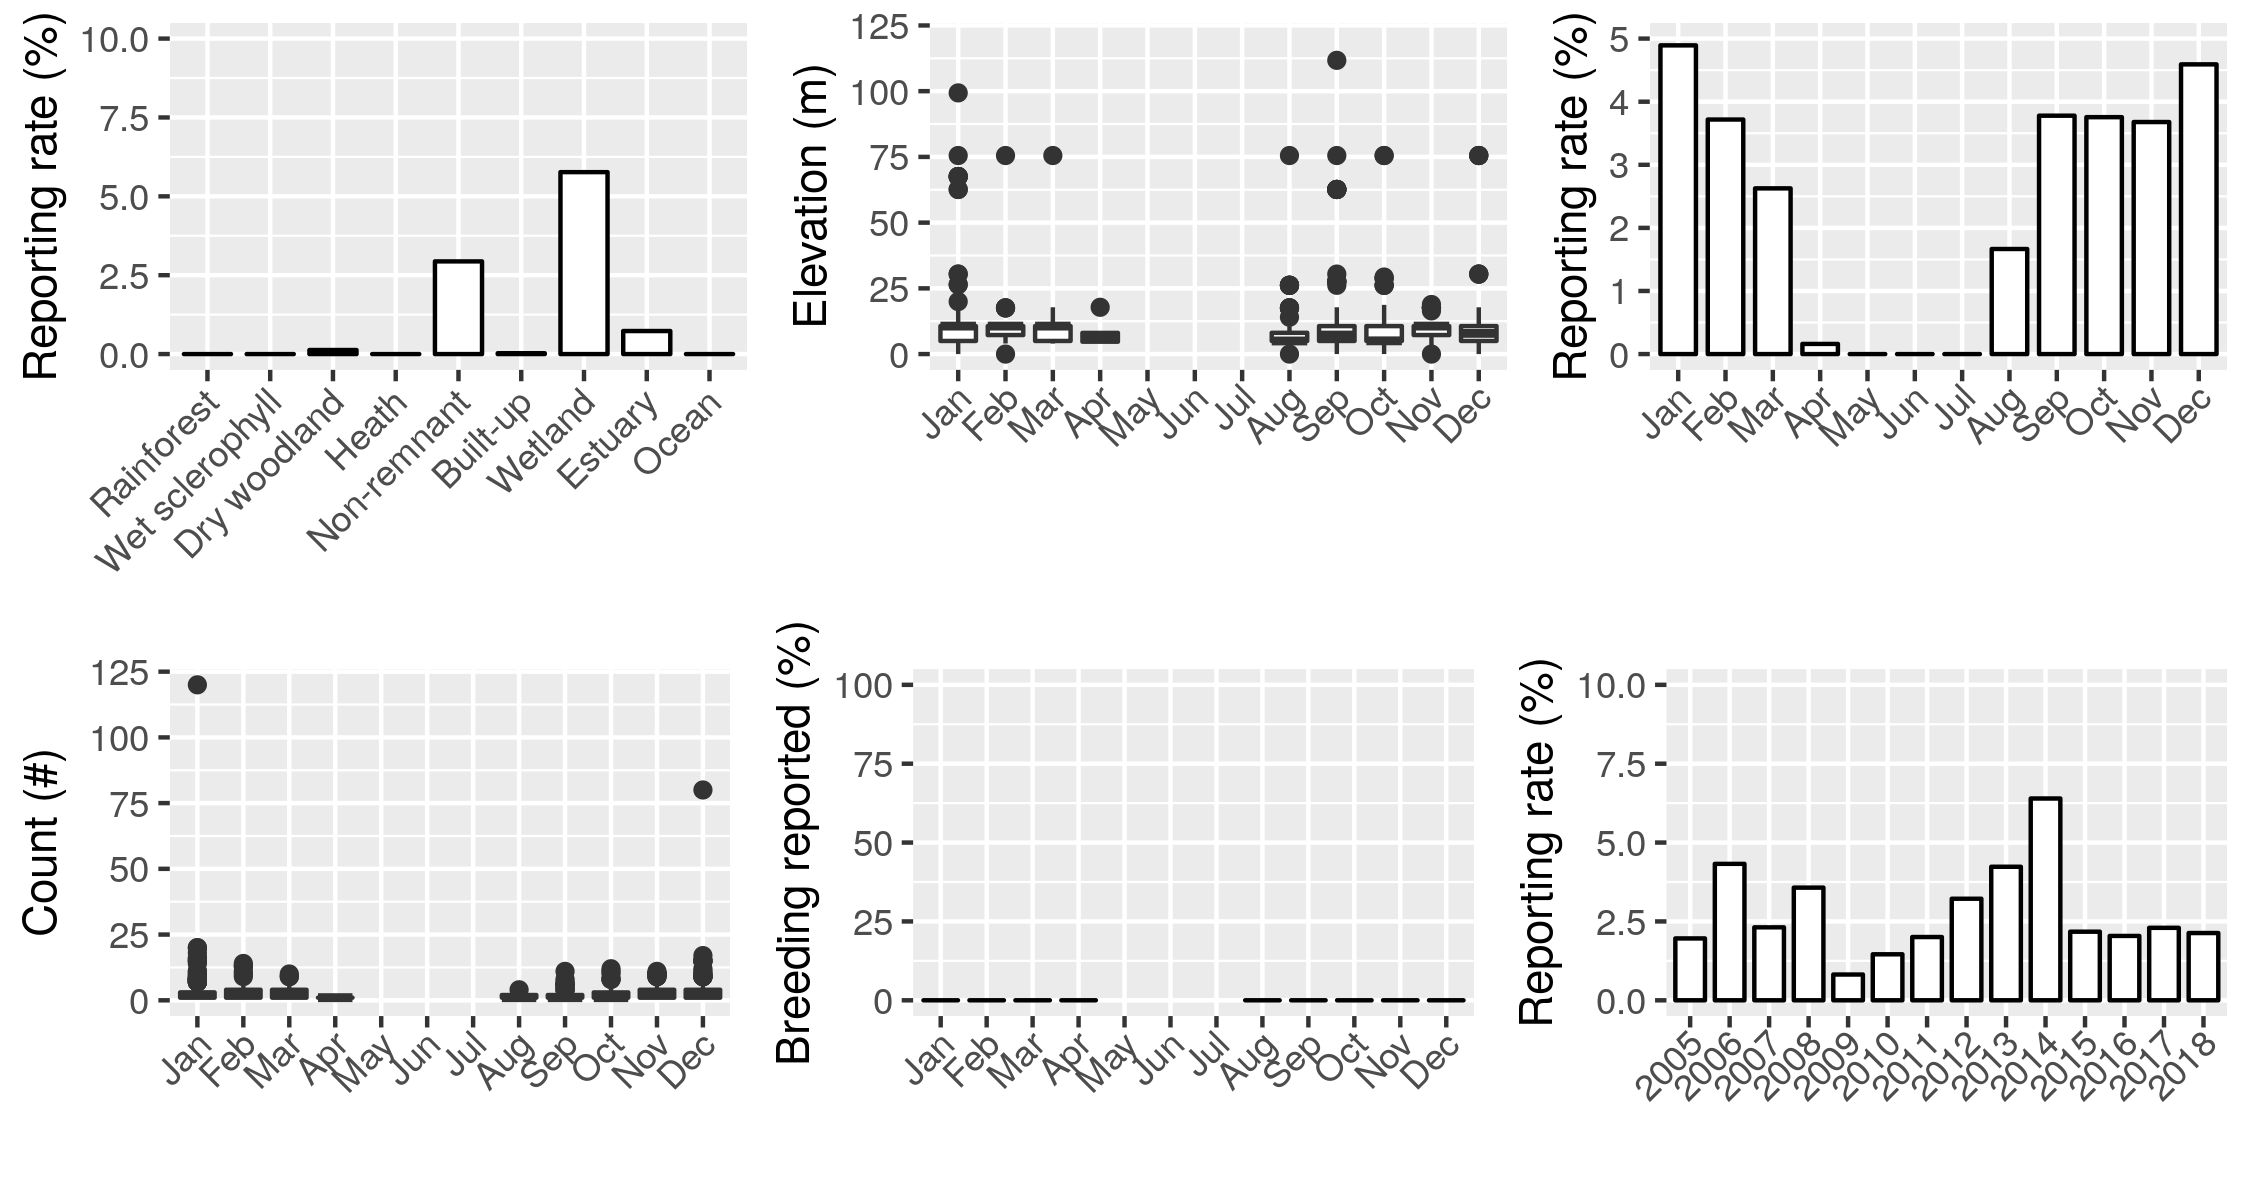 Reporting rate (%)
10.0
7.5
5.0
2.5
0.0
Rainforest
Wet sclerophyll
Dry woodland
Heath
Non-remnant
Built-up
Wetland
Estuary
Ocean
Elevation (m)
125
100
75
50
25
0
Jan
Feb
Mar
Apr
May
Jun
Jul
Aug
Sep
Oct
Nov
Dec
Reporting rate (%)
5
4
3
2
1
0
Jan
Feb
Mar
Apr
May
Jun
Jul
Aug
Sep
Oct
Nov
Dec
Count (#)
125
100
75
50
25
0
Jan
Feb
Mar
Apr
May
Jun
Jul
Aug
Sep
Oct
Nov
Dec
Breeding reported (%)
100
75
50
25
0
Jan
Feb
Mar
Apr
May
Jun
Jul
Aug
Sep
Oct
Nov
Dec
Reporting rate (%)
10.0
7.5
5.0
2.5
0.0
2005
2006
2007
2008
2009
2010
2011
2012
2013
2014
2015
2016
2017
2018